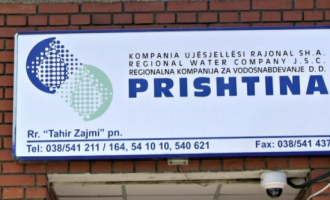 KOMPANIA UJËSJELLËSI RAJONAL SH.A.
REGIONAL WATER COMPANY J.S.C.
REGIONALNA KOMPANIJA ZA VODOSNABDEVANJE D.D.
PRISHTINA
Rr. "Tahir Zajmi" pn.
Tel: 038/541 211 / 164, 54 10 10, 540 621 Fax: 038/541 437